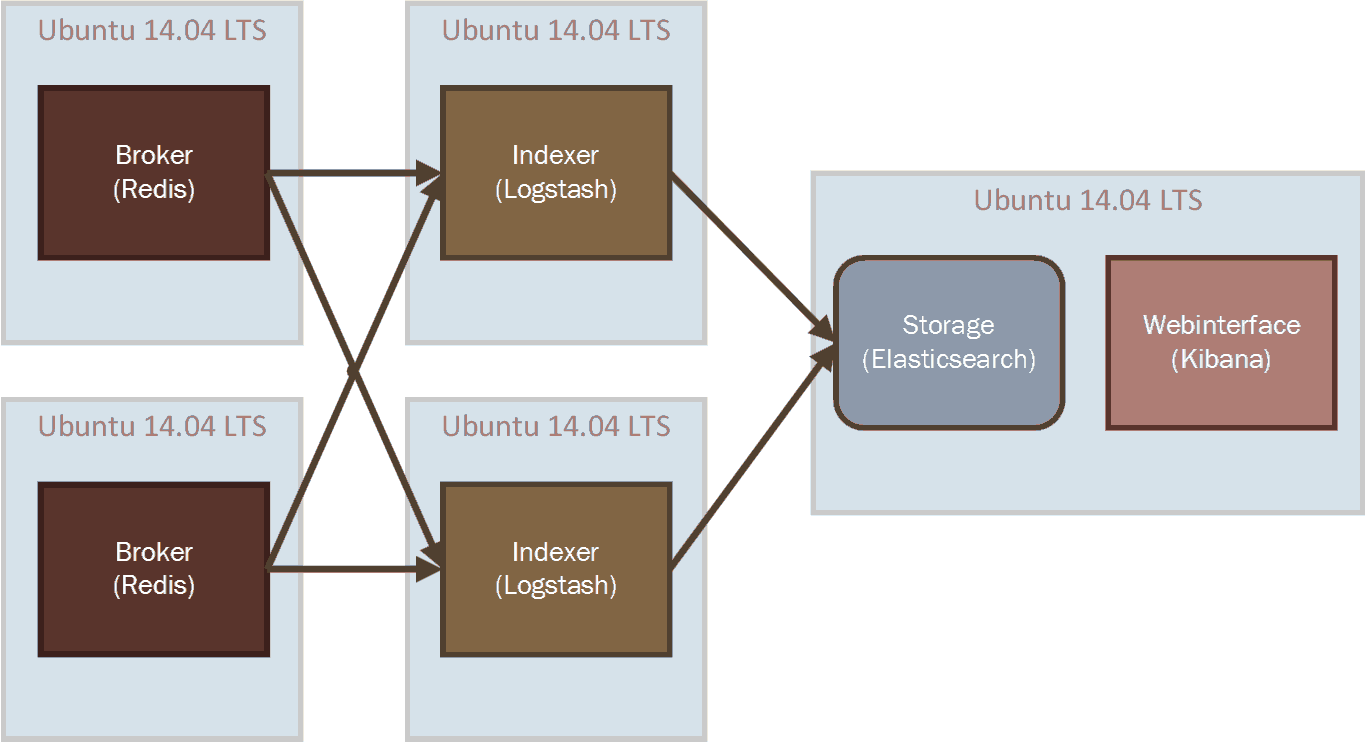 Ubuntu 14.04 LTS
Broker
(Redis)
Ubuntu 14.04 LTS
Indexer
(Logstash)
Ubuntu 14.04 LTS
Storage
(Elasticsearch)
Webinterface
(Kibana)
Ubuntu 14.04 LTS
Broker
(Redis)
Ubuntu 14.04 LTS
Indexer
(Logstash)